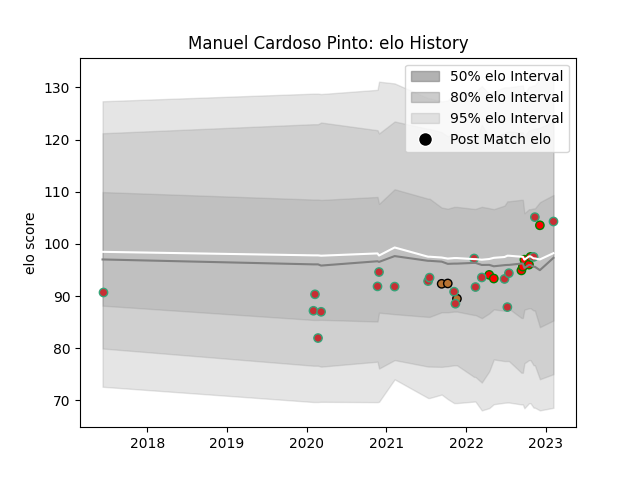 Manuel Cardoso Pinto: elo History
50% elo Interval
80% elo Interval
95% elo Interval
Post Match elo
elo score
130
120
110
100
90
80
70
2018
2019
2020
2021
2022
2023